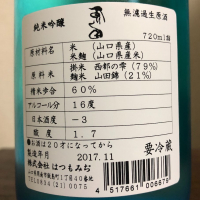 純米吟醸
無濾過生原酒
720ml詰
原材料名 米(山口県産)
米麹(山口県産)
原料米 掛米 西都の雫(79%)
麹米 山田錦(21%)
精米歩合 60%
アルコール分 16度
日本酒度 -3
酸度 1.7
●お酒は20才になってから
製造年月 2017.11
要冷蔵
株式会社 はつもみぢ
4 517661 006676